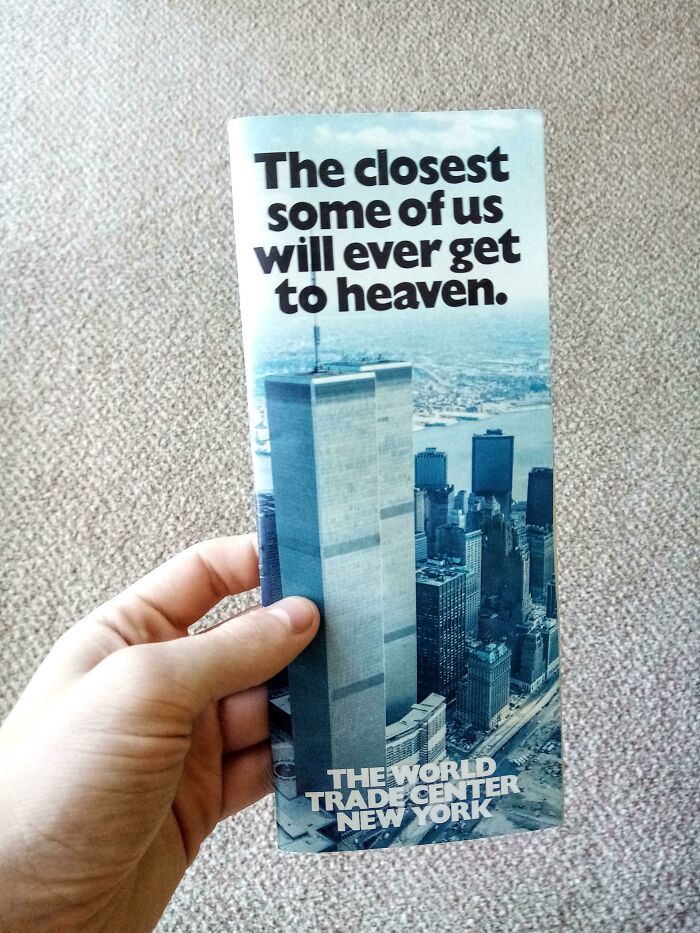 The closest
some of us
will ever get
to heaven.
THE WORLD
TRADE CENTER
NEW YORK